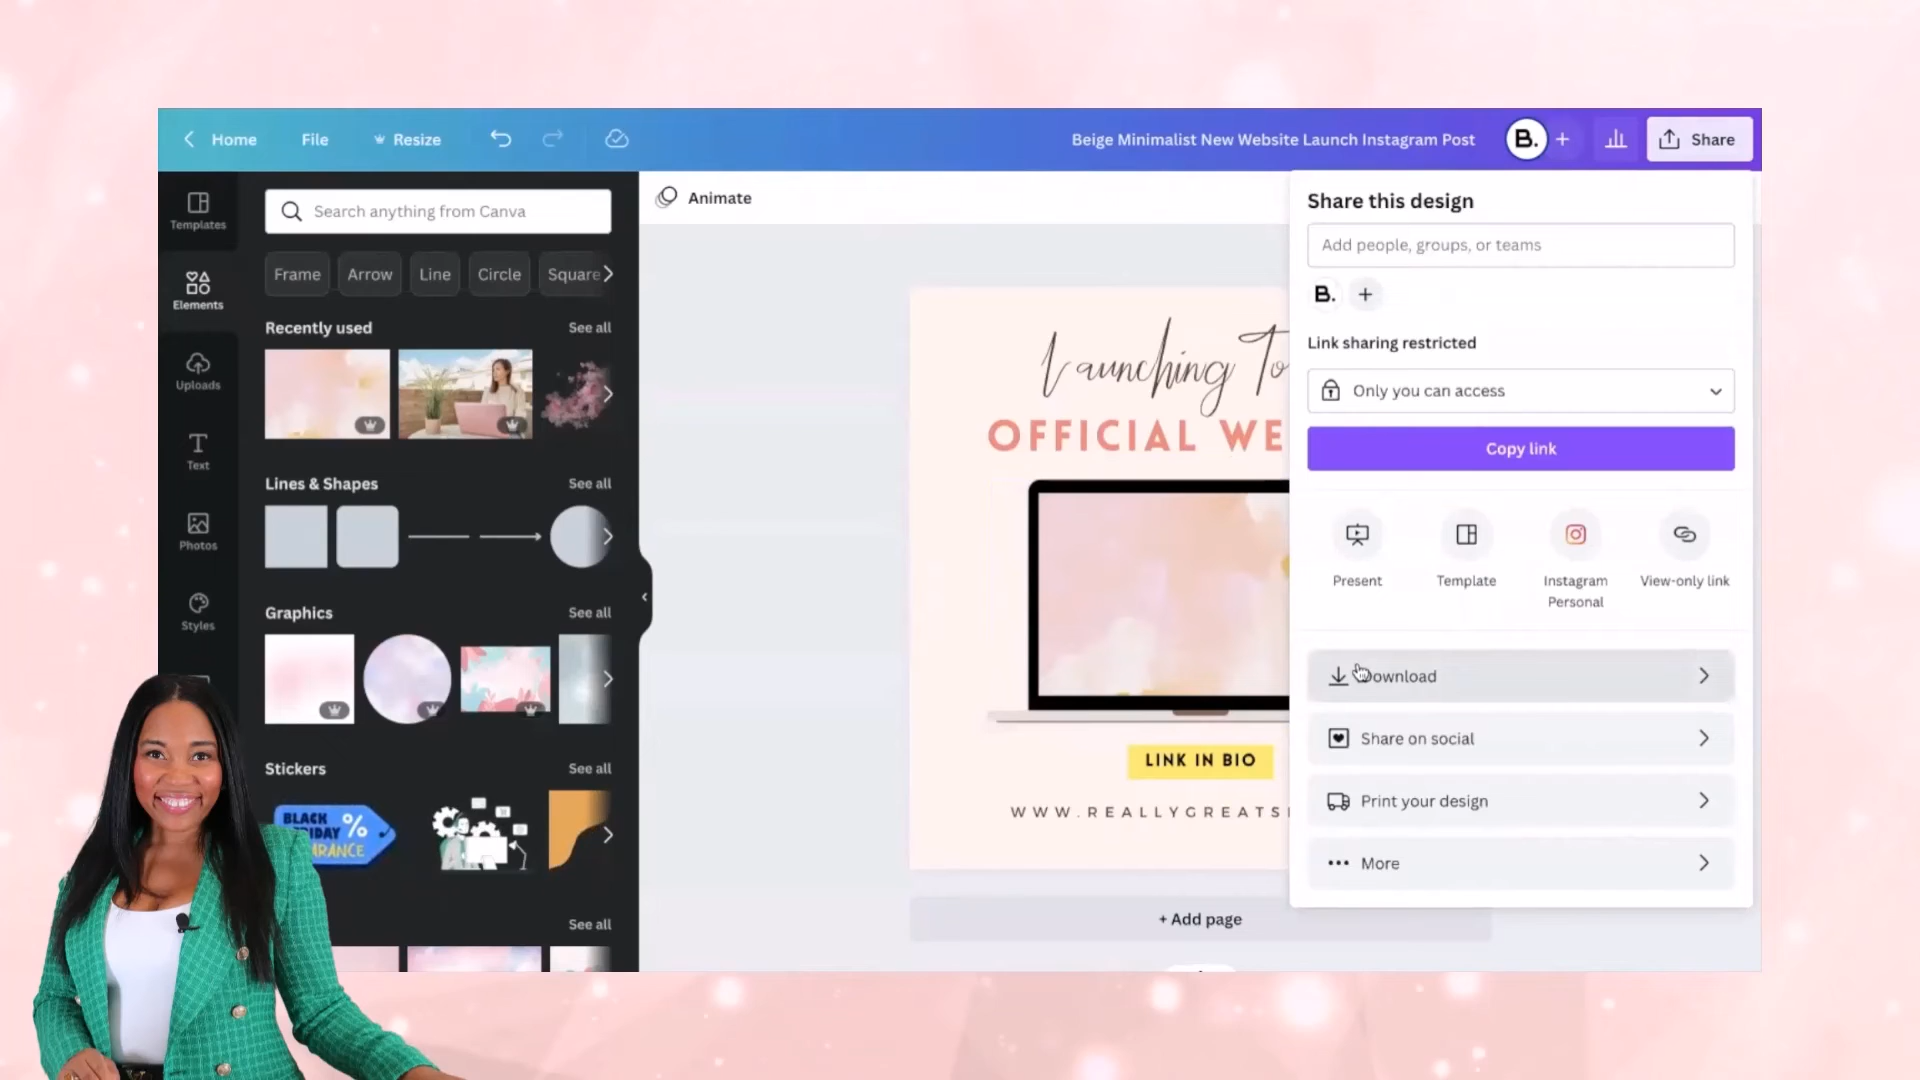 Home File Resize Beige Minimalist New Website Launch Instagram Post B. + Share
Templates
Elements
Uploads
Text
Photos
Styles
Search anything from Canva
Frame Arrow Line Circle Square
Recently used See all
Lines & Shapes See all
Graphics See all
Stickers See all
BLACK
%
See all
Animate
Launching To
OFFICIAL WE
LINK IN BIO
WWW.REALLYGREATS
+ Add page
Share this design
Add people, groups, or teams
B. +
Link sharing restricted
Only you can access
Copy link
Present Template Instagram Personal View-only link
Download
Share on social
Print your design
More